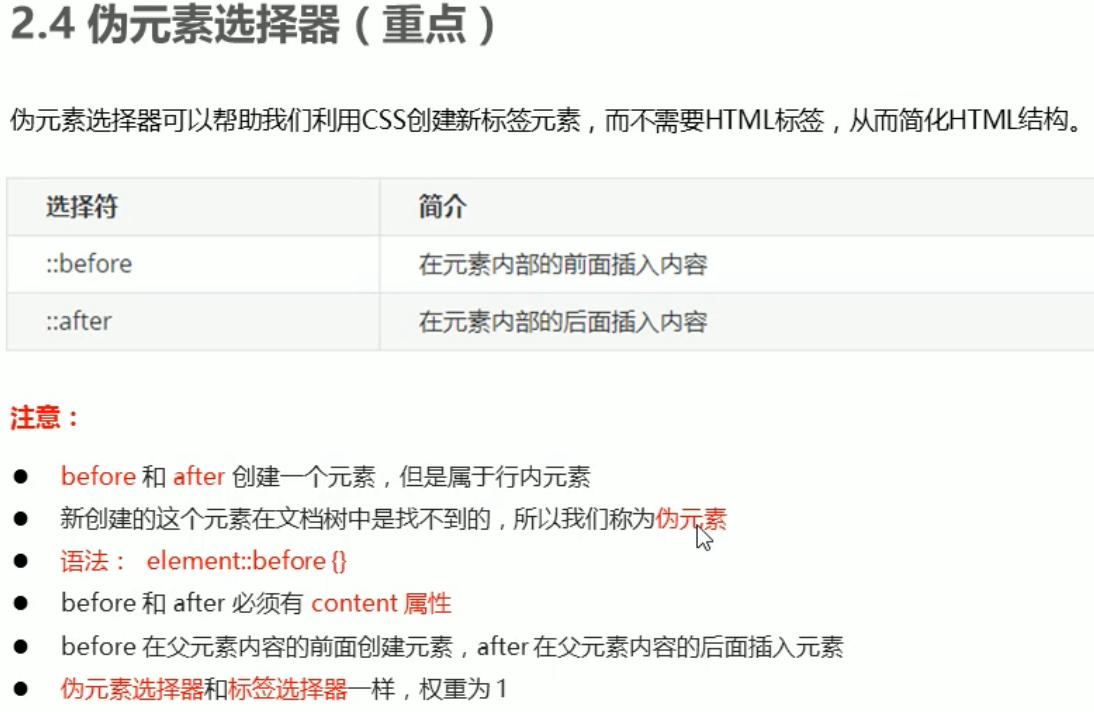 2.4 伪元素选择器（重点）
伪元素选择器可以帮助我们利用CSS创建新标签元素，而不需要HTML标签，从而简化HTML结构。
选择符 简介
::before 在元素内部的前面插入内容
::after 在元素内部的后面插入内容
注意：
● before 和 after 创建一个元素，但是属于行内元素
● 新创建的这个元素在文档树中是找不到的，所以我们称为伪元素
● 语法： element::before {}
● before 和 after 必须有 content 属性
● before 在父元素内容的前面创建元素，after 在父元素内容的后面插入元素
● 伪元素选择器和标签选择器一样，权重为 1